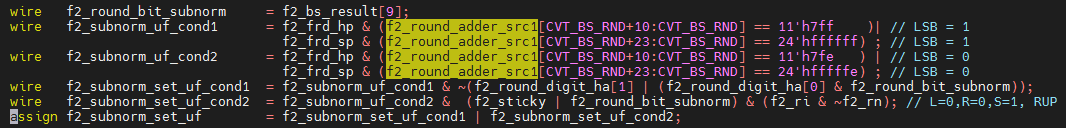 wire   f2_round_bit_subnorm     = f2_bs_result[9];
wire   f2_subnorm_uf_cond1      = f2_frd_hp & (f2_round_adder_src1[CVT_BS_RND+10:CVT_BS_RND] == 11'h7ff    )| // LSB = 1
                                  f2_frd_sp & (f2_round_adder_src1[CVT_BS_RND+23:CVT_BS_RND] == 24'hffffff) ; // LSB = 1
wire   f2_subnorm_uf_cond2      = f2_frd_hp & (f2_round_adder_src1[CVT_BS_RND+10:CVT_BS_RND] == 11'h7fe   ) | // LSB = 0
                                  f2_frd_sp & (f2_round_adder_src1[CVT_BS_RND+23:CVT_BS_RND] == 24'hfffffe) ; // LSB = 0
wire   f2_subnorm_set_uf_cond1  = f2_subnorm_uf_cond1 & ~(f2_round_digit_ha[1] | (f2_round_digit_ha[0] & f2_round_bit_subnorm));
wire   f2_subnorm_set_uf_cond2  = f2_subnorm_uf_cond2 &  (f2_sticky | f2_round_bit_subnorm) & (f2_ri & ~f2_rn); // L=0,R=0,S=1, RUP
assign f2_subnorm_set_uf        = f2_subnorm_set_uf_cond1 | f2_subnorm_set_uf_cond2;